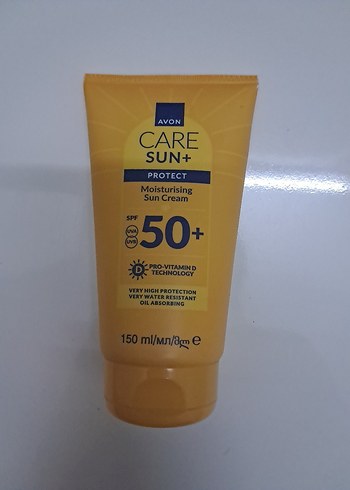 AVON
CARE
SUN+
PROTECT
Moisturising
Sun Cream
SPF
50+
UVA
UVB
D
PRO-VITAMIN D
TECHNOLOGY
VERY HIGH PROTECTION
VERY WATER RESISTANT
OIL ABSORBING
150 ml/мл/მლ e